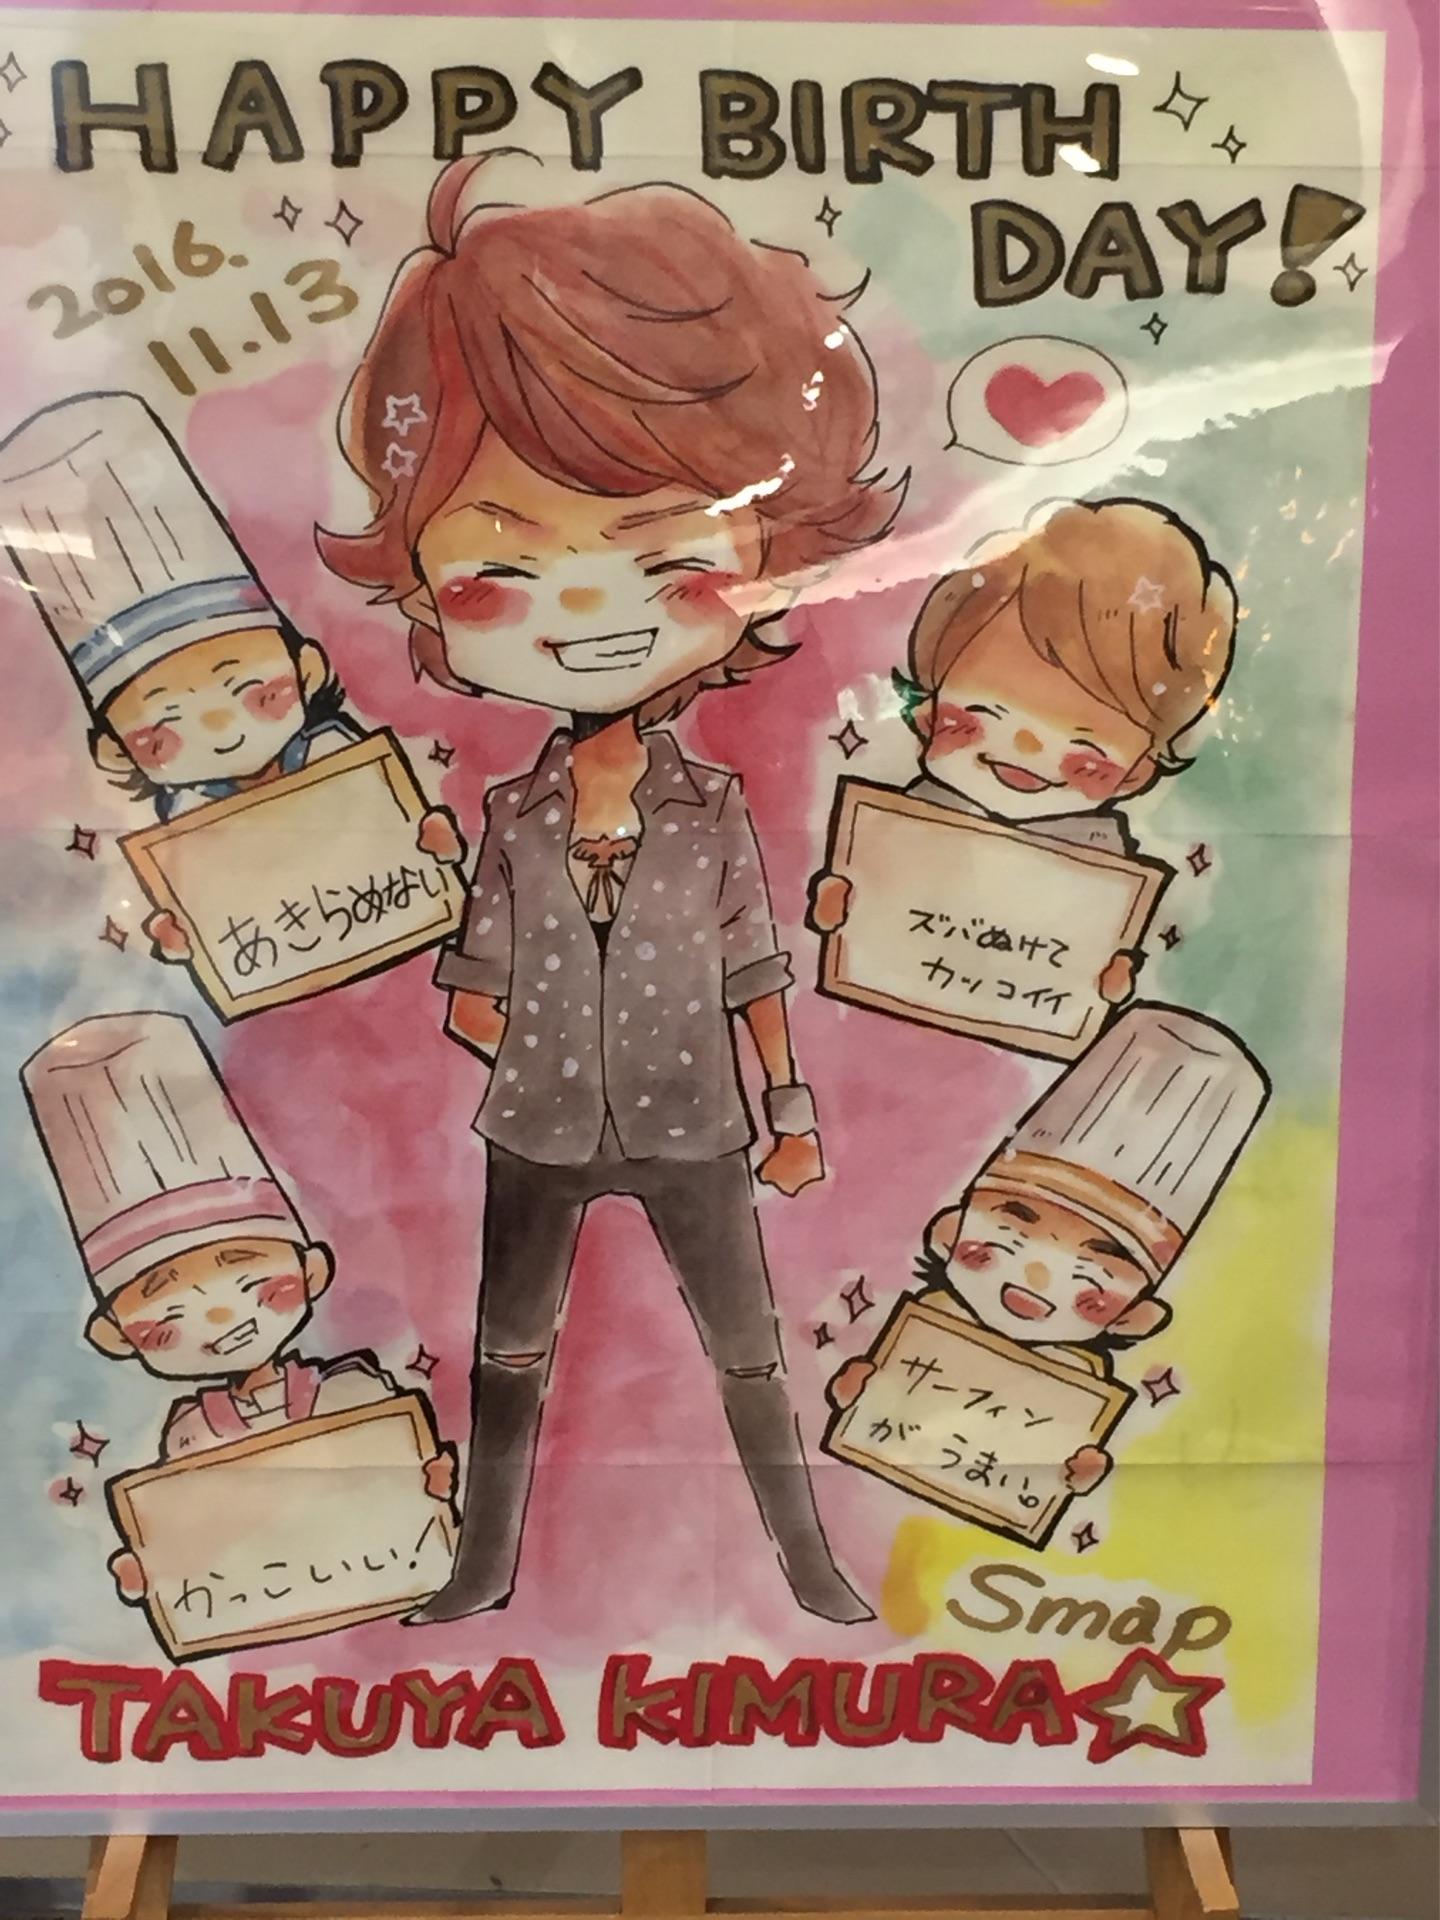 HAPPY BIRTH
DAY!
2016.
11.13
あきらめない
ズバぬけて
カッコイイ
かっこいい!
サーフィン
がうまい。
Smap
TAKUYA KIMURA☆